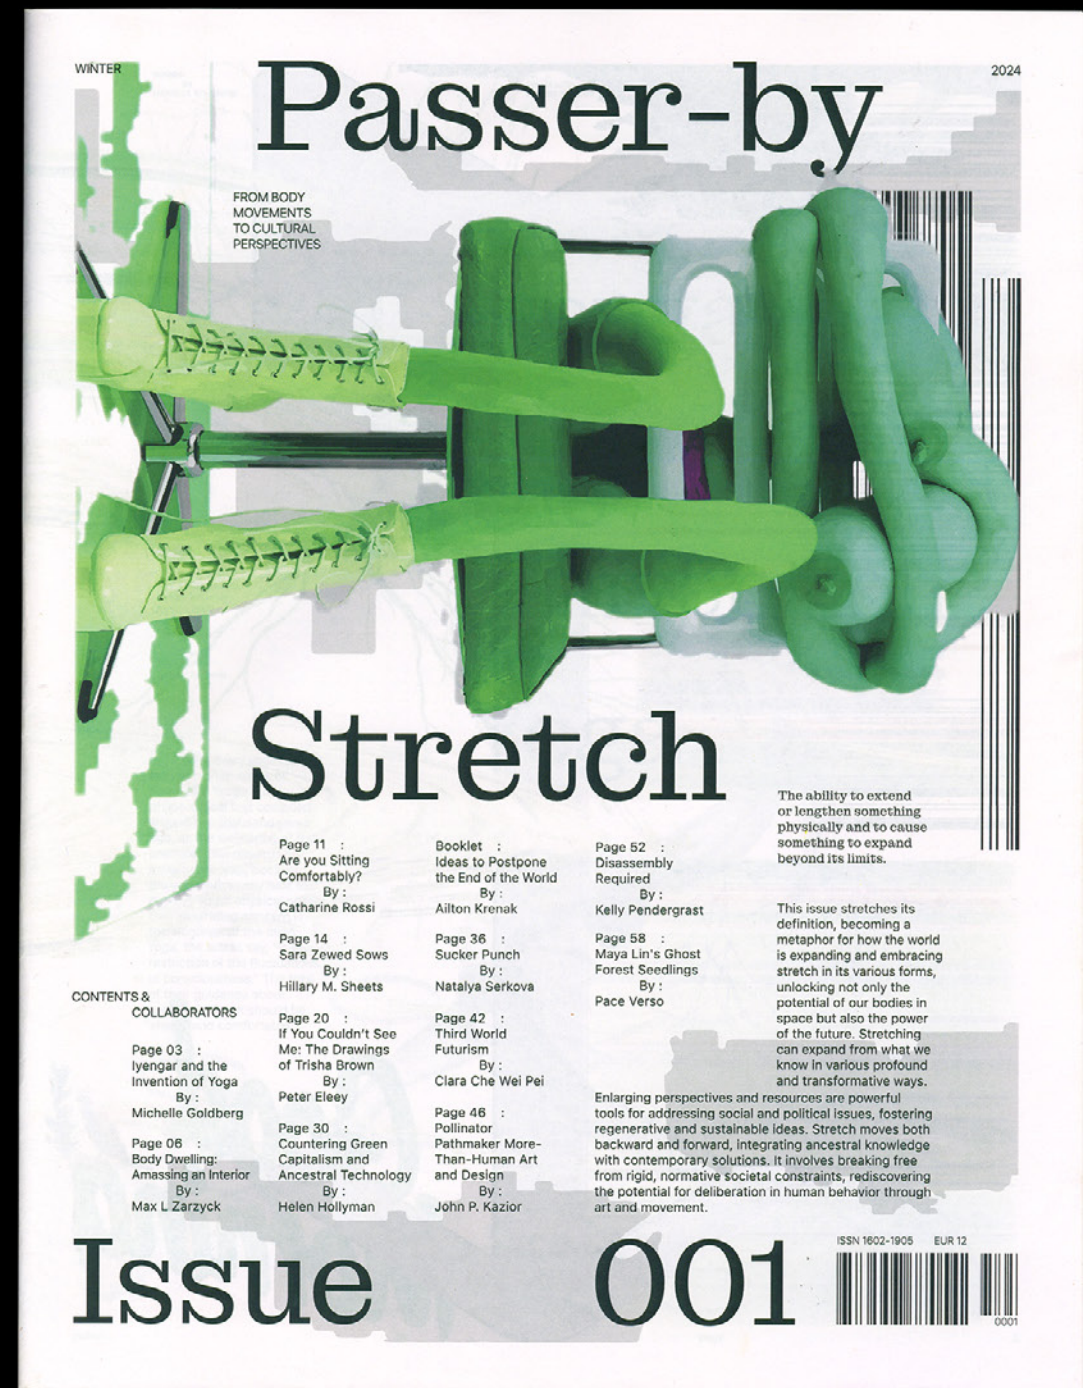 WINTER
2024
Passer-by
FROM BODY
MOVEMENTS
TO CULTURAL
PERSPECTIVES
Stretch
The ability to extend
or lengthen something
physically and to cause
something to expand
beyond its limits.
CONTENTS &
COLLABORATORS
Page 03 :
Iyengar and the
Invention of Yoga
By :
Michelle Goldberg
Page 06 :
Body Dwelling:
Amassing an Interior
By :
Max L Zarzyck
Page 11 :
Are you Sitting
Comfortably?
By :
Catharine Rossi
Page 14 :
Sara Zewed Sows
By :
Hillary M. Sheets
Page 20 :
If You Couldn't See
Me: The Drawings
of Trisha Brown
By :
Peter Eleey
Page 30 :
Countering Green
Capitalism and
Ancestral Technology
By :
Helen Hollyman
Booklet :
Ideas to Postpone
the End of the World
By :
Ailton Krenak
Page 36 :
Sucker Punch
By :
Natalya Serkova
Page 42 :
Third World
Futurism
By :
Clara Che Wei Pei
Page 46 :
Pollinator
Pathmaker More-
Than-Human Art
and Design
By :
John P. Kazior
Page 52 :
Disassembly
Required
By :
Kelly Pendergrast
Page 58 :
Maya Lin's Ghost
Forest Seedlings
By :
Pace Verso
This issue stretches its
definition, becoming a
metaphor for how the world
is expanding and embracing
stretch in its various forms,
unlocking not only the
potential of our bodies in
space but also the power
of the future. Stretching
can expand from what we
know in various profound
and transformative ways.
Enlarging perspectives and resources are powerful
tools for addressing social and political issues, fostering
regenerative and sustainable ideas. Stretch moves both
backward and forward, integrating ancestral knowledge
with contemporary solutions. It involves breaking free
from rigid, normative societal constraints, rediscovering
the potential for deliberation in human behavior through
art and movement.
Issue 001
ISSN 1602-1905 EUR 12
0001